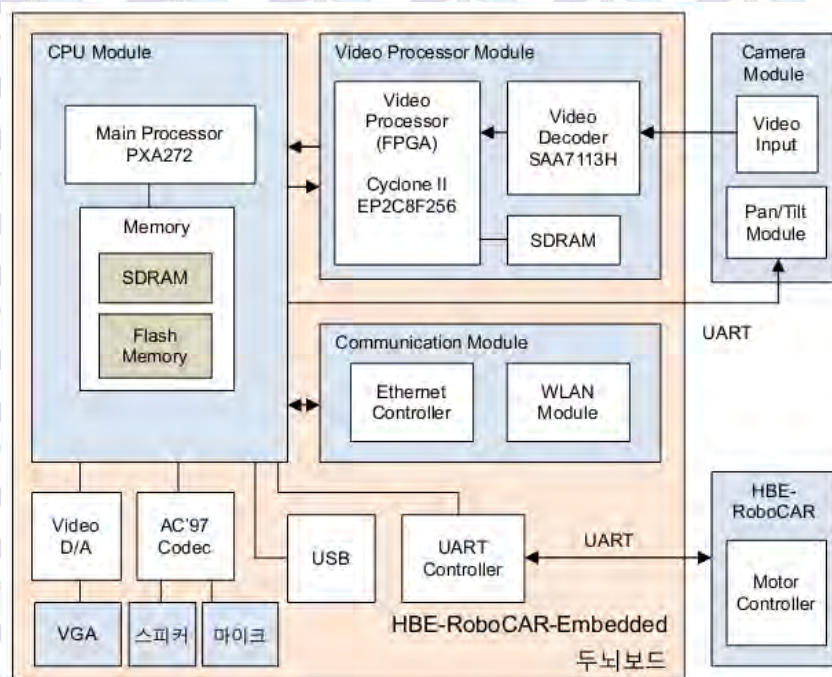 CPU Module
Main Processor
PXA272
Memory
SDRAM
Flash
Memory
Video Processor Module
Video
Processor
(FPGA)
Cyclone II
EP2C8F256
Video
Decoder
SAA7113H
SDRAM
Camera
Module
Video
Input
Pan/Tilt
Module
UART
Communication Module
Ethernet
Controller
WLAN
Module
Video
D/A
AC'97
Codec
USB
UART
Controller
UART
HBE-
RoboCAR
Motor
Controller
VGA
스피커
마이크
HBE-RoboCAR-Embedded
두뇌보드